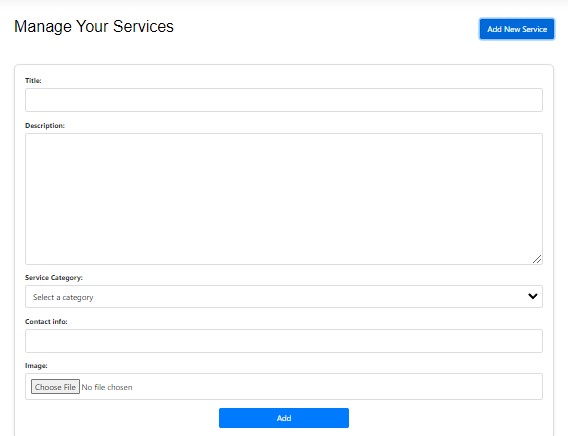 Manage Your Services
Add New Service
Title:
Description:
Service Category:
Select a category
Contact info:
Image:
Choose File No file chosen
Add